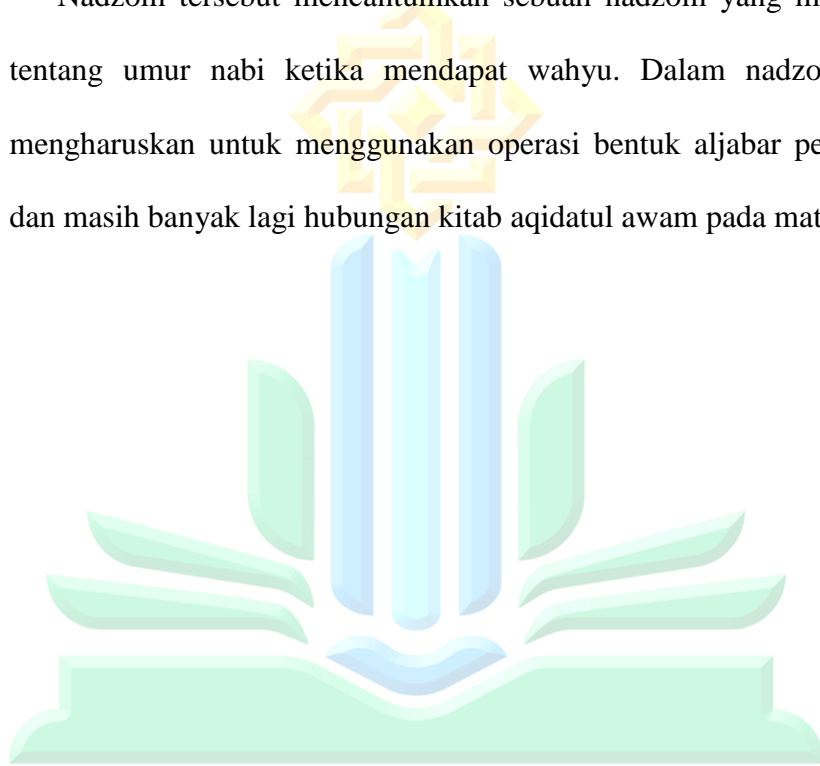 Nadzom tersebut mencantumkan sebuah nadzom yang
tentang umur nabi ketika mendapat wahyu. Dalam
mengharuskan untuk menggunakan operasi bentuk aljabar
dan masih banyak lagi hubungan kitab aqidatul awam pada